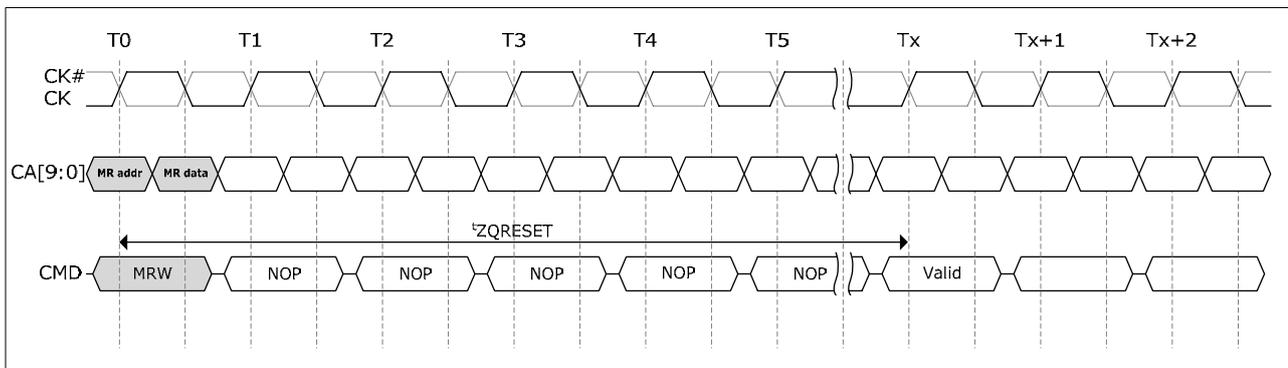 T0 T1 T2 T3 T4 T5 Tx Tx+1 Tx+2
CK#
CK
CA[9:0] MR addr MR data
tZQRESET
CMD MRW NOP NOP NOP NOP NOP Valid